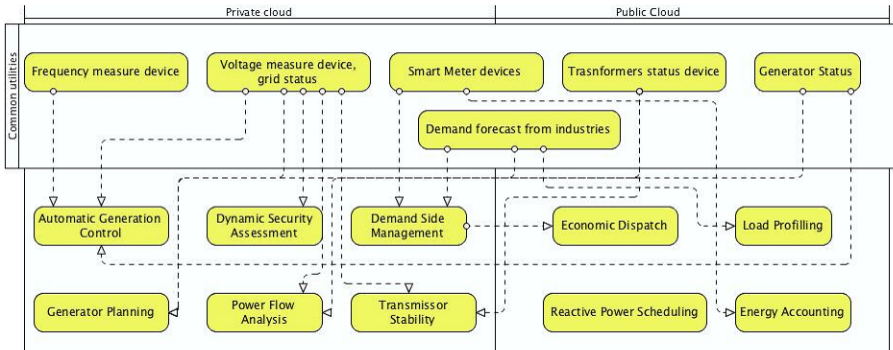 Private cloud
Public Cloud
Common utilities
Frequency measure device
Voltage measure device,
grid status
Smart Meter devices
Trasnformers status device
Generator Status
Demand forecast from industries
Automatic Generation
Control
Dynamic Security
Assessment
Demand Side
Management
Economic Dispatch
Load Profilling
Generator Planning
Power Flow
Analysis
Transmissor
Stability
Reactive Power Scheduling
Energy Accounting